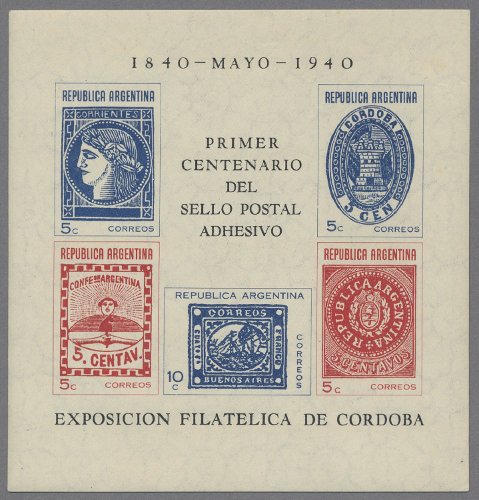 1840-MAYO-1940
REPUBLICA ARGENTINA
CORRIENTES
5c CORREOS
PRIMER
CENTENARIO
DEL
SELLO POSTAL
ADHESIVO
REPUBLICA ARGENTINA
CORDOBA
5 CEN
5c CORREOS
REPUBLICA ARGENTINA
CONFEON ARGENTINA
5. CENTAV.
5c CORREOS
REPUBLICA ARGENTINA
CORREOS
FRANCO
BUENOS AIRES
10
C
CORREOS
REPUBLICA ARGENTINA
REPUBLICA ARGENTINA
5 CENTAVOS
5c CORREOS
EXPOSICION FILATELICA DE CORDOBA